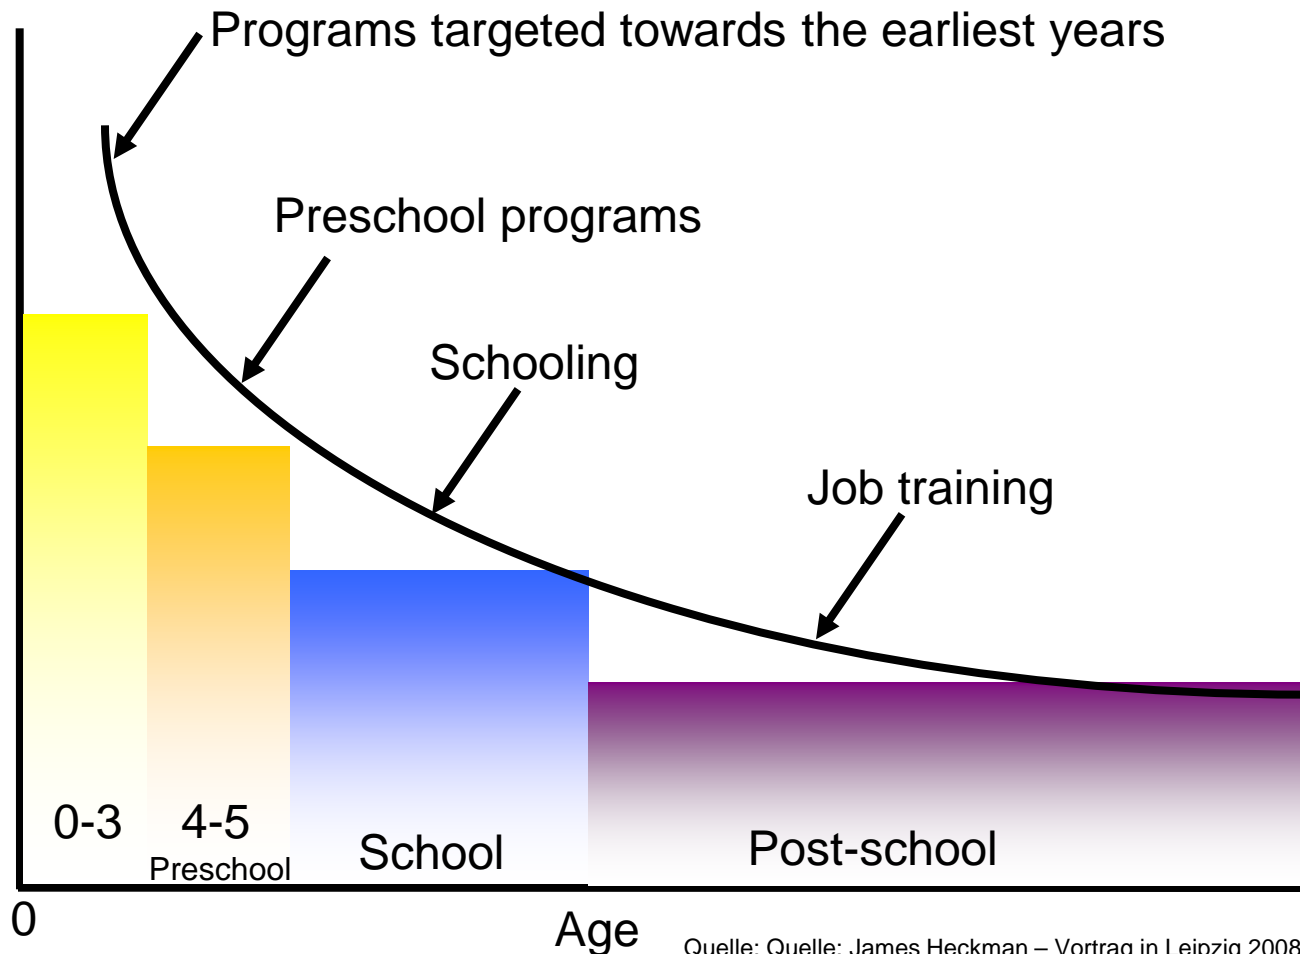 Programs targeted towards the earliest years
Preschool programs
Schooling
Job training
0-3
4-5
Preschool
School
Post-school
0
Age
Quelle: Quelle: James Heckman – Vortrag in Leipzig 2008